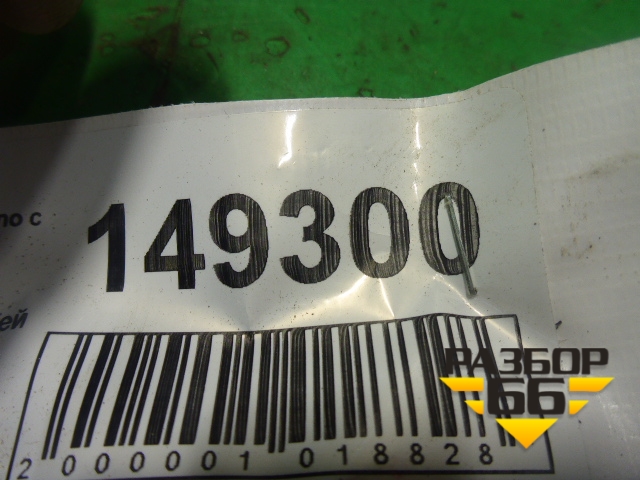 по с
149300
ей
2 000001 018828
РАЗБОР
66